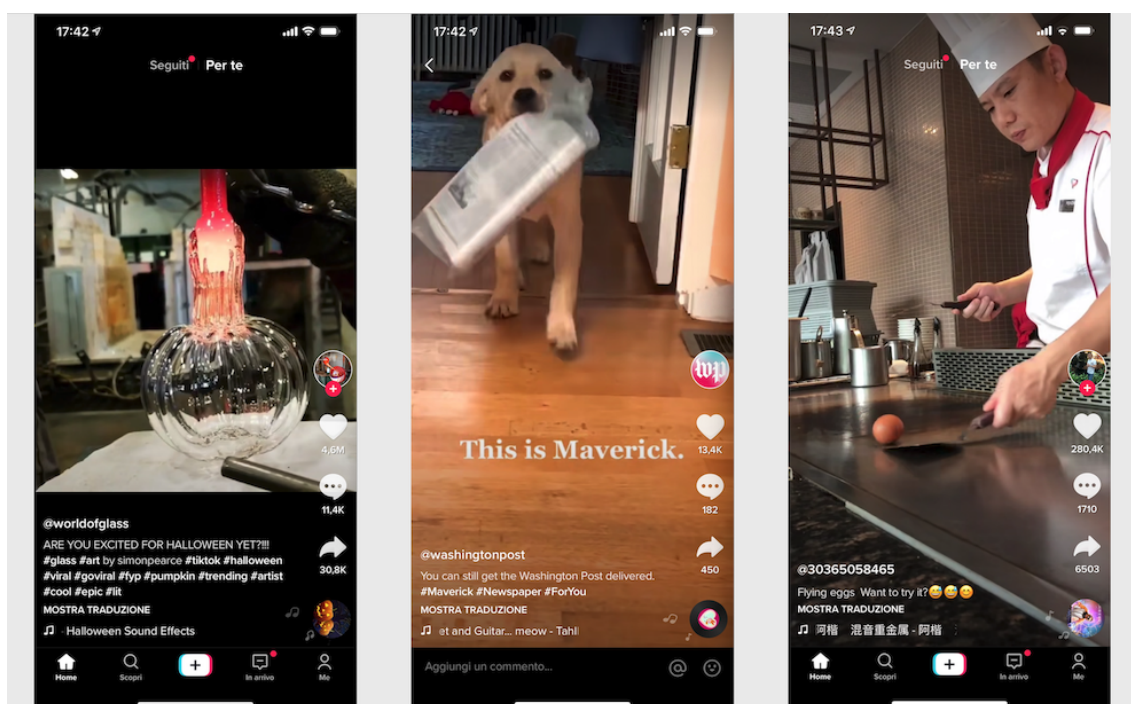 17:42
Seguiti Per te
4,6M
11,4K
30,8K
@worldofglass
ARE YOU EXCITED FOR HALLOWEEN YET?!!!
#glass #art by simonpearce #tiktok #halloween
#viral #goviral #fyp #pumpkin #trending #artist
#cool #epic #lit
MOSTRA TRADUZIONE
Halloween Sound Effects
Home Scopri In arrivo Me
17:42
wp
13,4K
This is Maverick.
182
450
@washingtonpost
You can still get the Washington Post delivered.
#Maverick #Newspaper #ForYou
MOSTRA TRADUZIONE
et and Guitar... meow - Tahli
Aggiungi un commento...
17:43
Seguiti Per te
280,4K
1710
6503
@30365058465
Flying eggs Want to try it?😅😅😋😋
MOSTRA TRADUZIONE
阿楷 混音重金属 - 阿楷
Home Scopri In arrivo Me